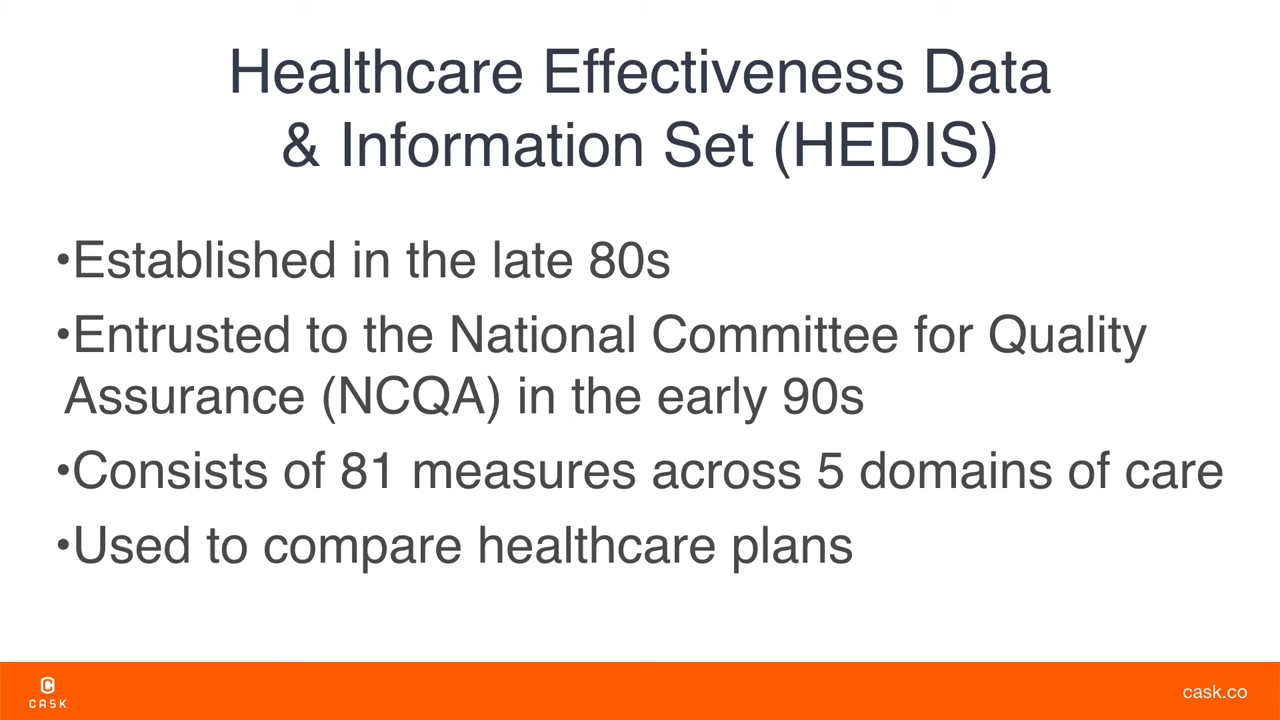 Healthcare Effectiveness Data
& Information Set (HEDIS)
•Established in the late 80s
•Entrusted to the National Committee for Quality
Assurance (NCQA) in the early 90s
•Consists of 81 measures across 5 domains of care
•Used to compare healthcare plans
CASK
cask.co